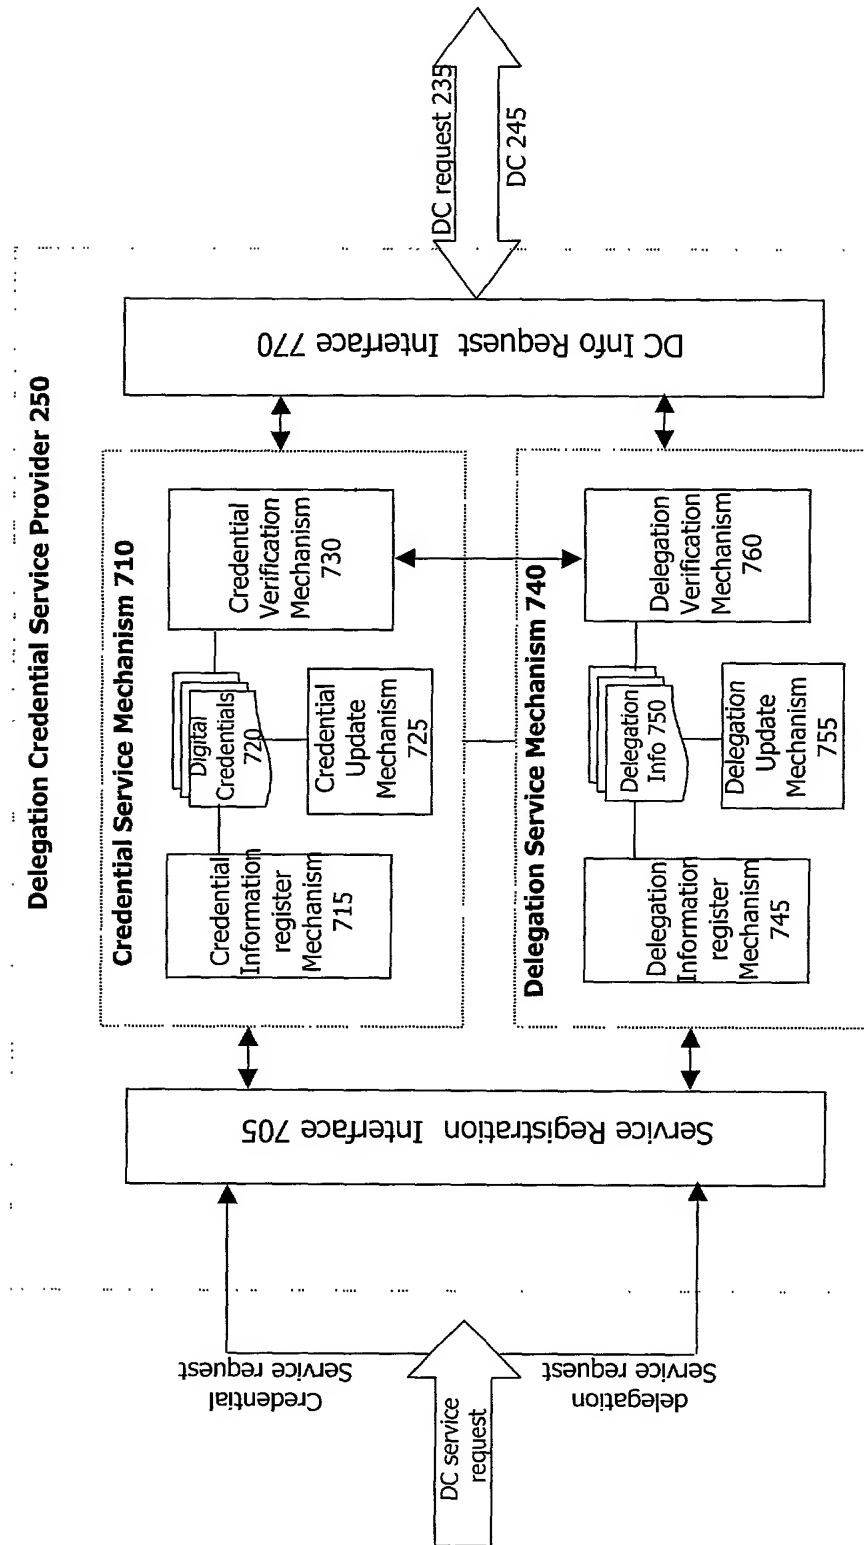 Delegation Credential Service Provider 250
DC service
request
Credential
Service request
delegation
Service request
Service Registration Interface 705
Credential Service Mechanism 710
Credential
Information
register
Mechanism
715
Digital
Credentials
720
Credential
Update
Mechanism
725
Credential
Verification
Mechanism
730
Delegation Service Mechanism 740
Delegation
Information
register
Mechanism
745
Delegation
Info 750
Delegation
Update
Mechanism
755
Delegation
Verification
Mechanism
760
DC Info Request Interface 770
DC request 235
DC 245